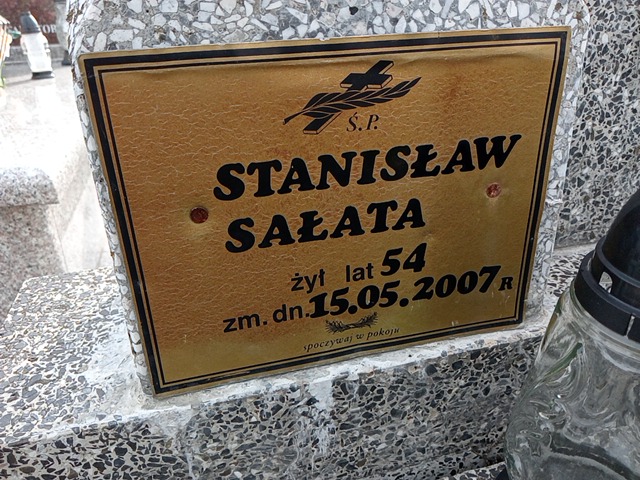 Ś.P.
STANISŁAW
SAŁATA
żył lat 54
zm. dn. 15.05.2007 R
spoczywaj w pokoju